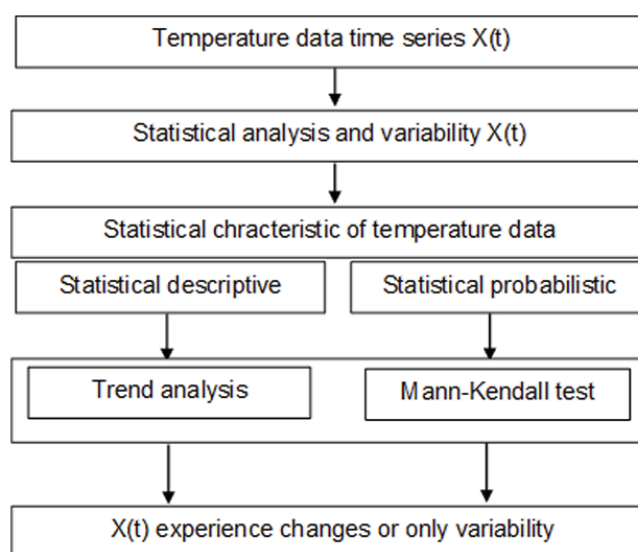 Temperature data time series X(t)
Statistical analysis and variability X(t)
Statistical chracteristic of temperature data
Statistical descriptive
Statistical probabilistic
Trend analysis
Mann-Kendall test
X(t) experience changes or only variability